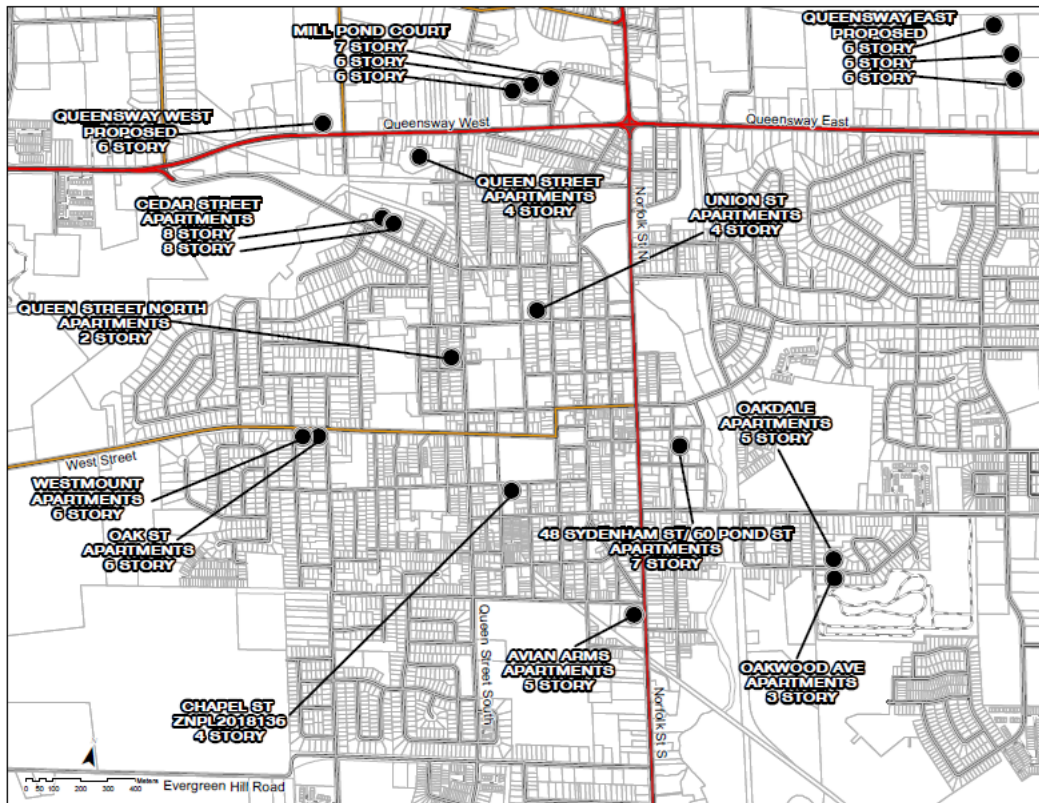 MILL POND COURT
7 STORY
6 STORY
6 STORY
QUEENSWAY EAST
PROPOSED
6 STORY
6 STORY
6 STORY
QUEENSWAY WEST
PROPOSED
6 STORY
Queensway West
Queensway East
QUEEN STREET
APARTMENTS
4 STORY
Norfolk St N
UNION ST
APARTMENTS
4 STORY
CEDAR STREET
APARTMENTS
8 STORY
8 STORY
QUEEN STREET NORTH
APARTMENTS
2 STORY
OAKDALE
APARTMENTS
5 STORY
West Street
WESTMOUNT
APARTMENTS
6 STORY
OAK ST
APARTMENTS
6 STORY
48 SYDENHAM ST/ 60 POND ST
APARTMENTS
7 STORY
Queen Street South
AVIAN ARMS
APARTMENTS
5 STORY
OAKWOOD AVE
APARTMENTS
3 STORY
CHAPEL ST
ZNPL2018136
4 STORY
Norfolk St S
Meters
0 50 100 200 300 400
Evergreen Hill Road